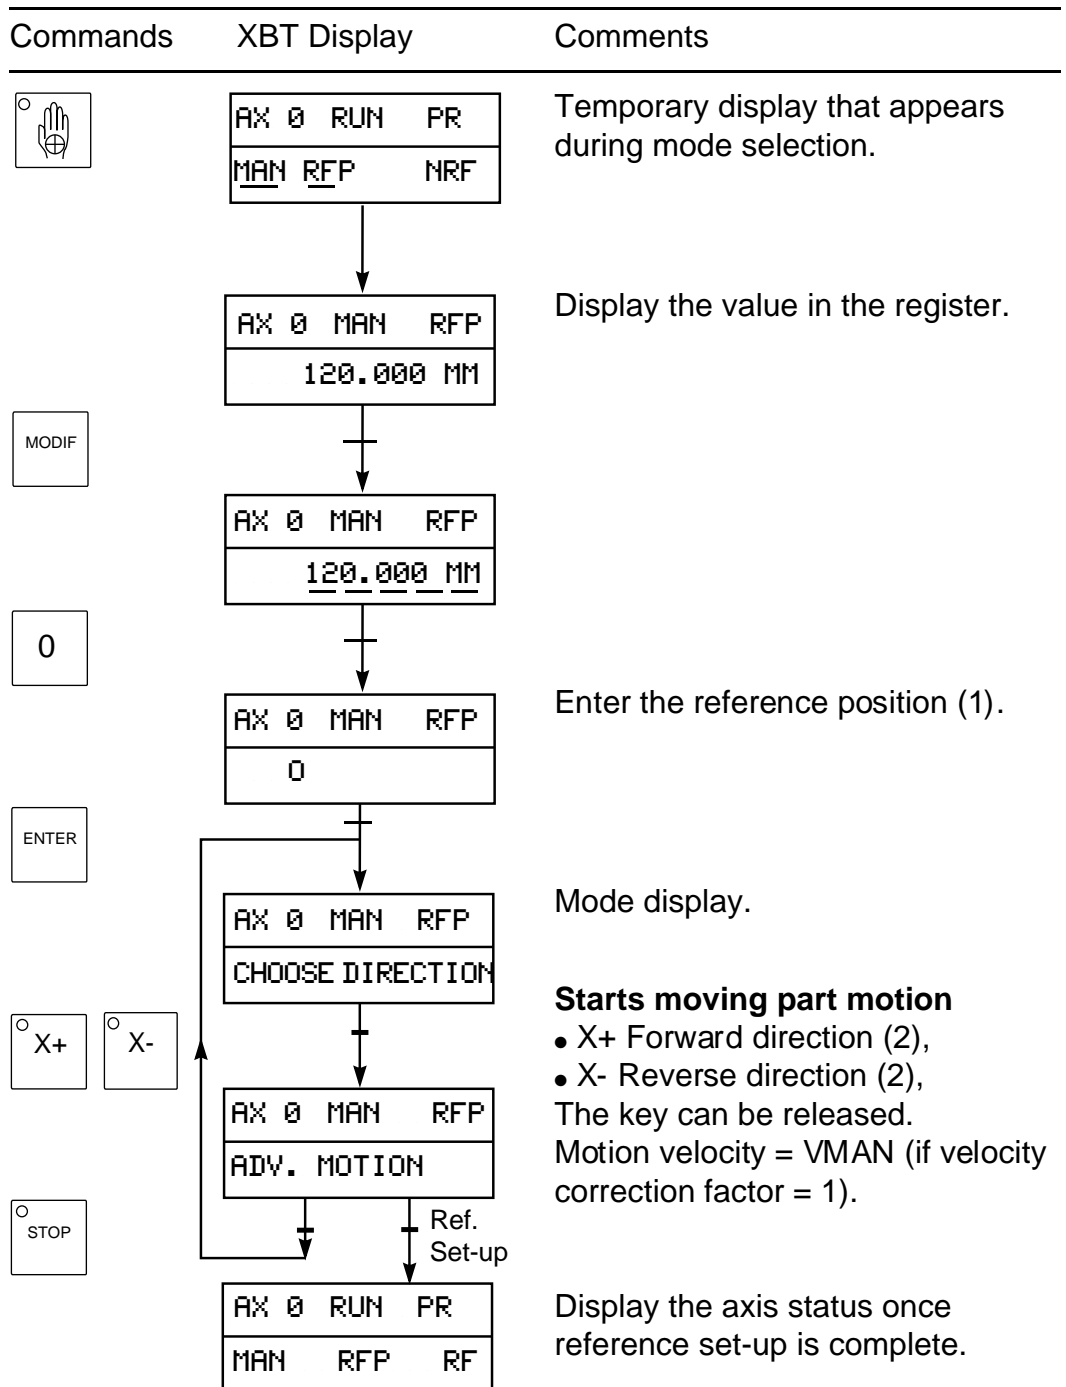 Commands XBT Display Comments
AX 0 RUN PR
MAN RFP NRF
Temporary display that appears
during mode selection.
AX 0 MAN RFP
120.000 MM
Display the value in the register.
MODIF
AX 0 MAN RFP
120.000 MM
0
AX 0 MAN RFP
0
Enter the reference position (1).
ENTER
AX 0 MAN RFP
CHOOSE DIRECTION
Mode display.
X+ X-
Starts moving part motion
● X+ Forward direction (2),
● X- Reverse direction (2),
The key can be released.
Motion velocity = VMAN (if velocity
correction factor = 1).
AX 0 MAN RFP
ADV. MOTION
STOP
Ref.
Set-up
AX 0 RUN PR
MAN RFP RF
Display the axis status once
reference set-up is complete.